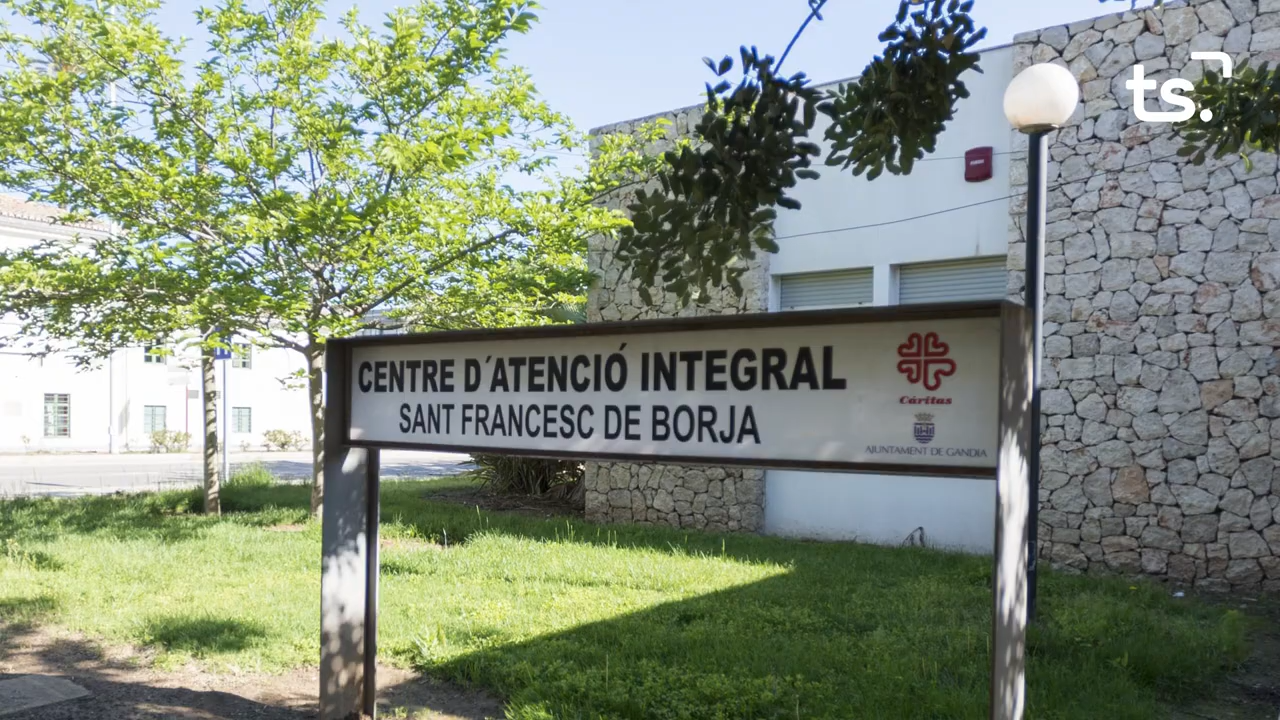 ts.
CENTRE D´ATENCIÓ INTEGRAL
SANT FRANCESC DE BORJA
Cáritas
AJUNTAMENT DE GANDIA